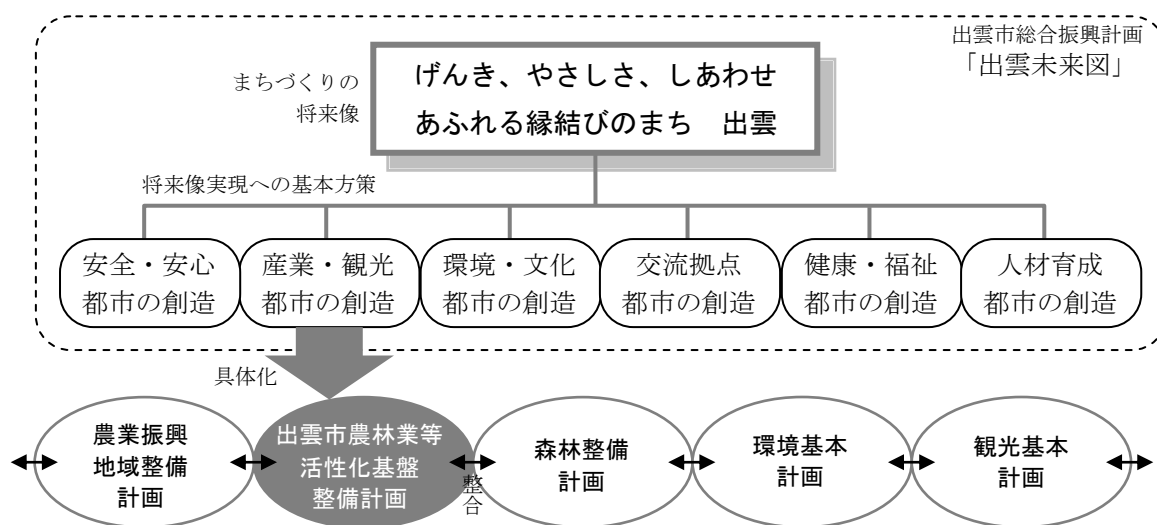 出雲市総合振興計画
「出雲未来図」
まちづくりの
将来像
げんき、やさしさ、しあわせ
あふれる縁結びのまち　出雲
将来像実現への基本方策
安全・安心
都市の創造
産業・観光
都市の創造
環境・文化
都市の創造
交流拠点
都市の創造
健康・福祉
都市の創造
人材育成
都市の創造
具体化
農業振興
地域整備
計画
出雲市農林業等
活性化基盤
整備計画
整合
森林整備
計画
環境基本
計画
観光基本
計画